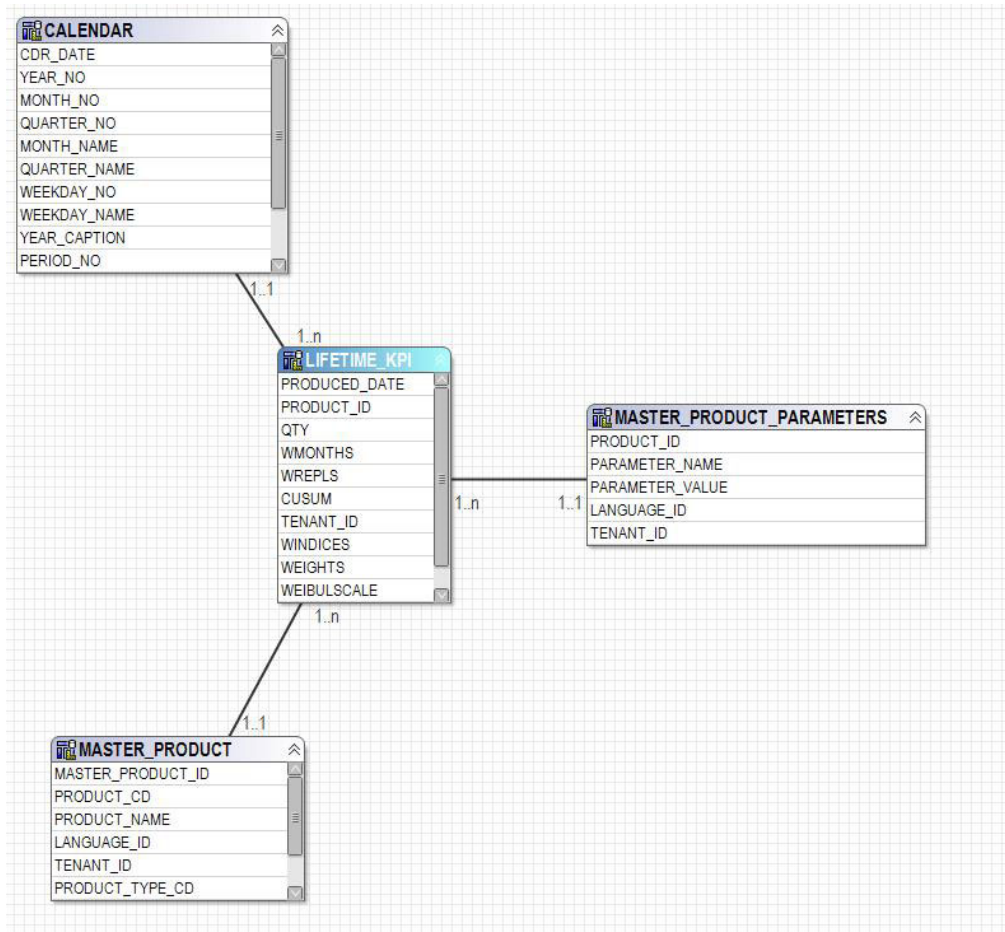 CALENDAR
CDR_DATE
YEAR_NO
MONTH_NO
QUARTER_NO
MONTH_NAME
QUARTER_NAME
WEEKDAY_NO
WEEKDAY_NAME
YEAR_CAPTION
PERIOD_NO
1..1
1..n
LIFETIME_KPI
PRODUCED_DATE
PRODUCT_ID
QTY
WMONTHS
WREPLS
CUSUM
TENANT_ID
WINDICES
WEIGHTS
WEIBULSCALE
1..n
1..1
MASTER_PRODUCT_PARAMETERS
PRODUCT_ID
PARAMETER_NAME
PARAMETER_VALUE
LANGUAGE_ID
TENANT_ID
1..n
1..1
MASTER_PRODUCT
MASTER_PRODUCT_ID
PRODUCT_CD
PRODUCT_NAME
LANGUAGE_ID
TENANT_ID
PRODUCT_TYPE_CD